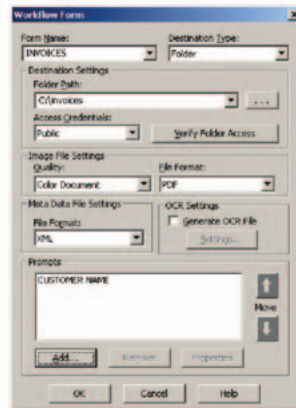 Workflow Form
Form Name:
Destination Type:
INVOICES
Folder
Destination Settings
Folder Path:
C:\Invoices
...
Access Credentials:
Public
Verify Folder Access
Image File Settings
Quality:
File Format:
Color Document
PDF
Meta Data File Settings
OCR Settings
File Format:
Generate OCR File
XML
Settings...
Prompts
CUSTOMER NAME
Move
Add...
Remove
Properties
OK
Cancel
Help